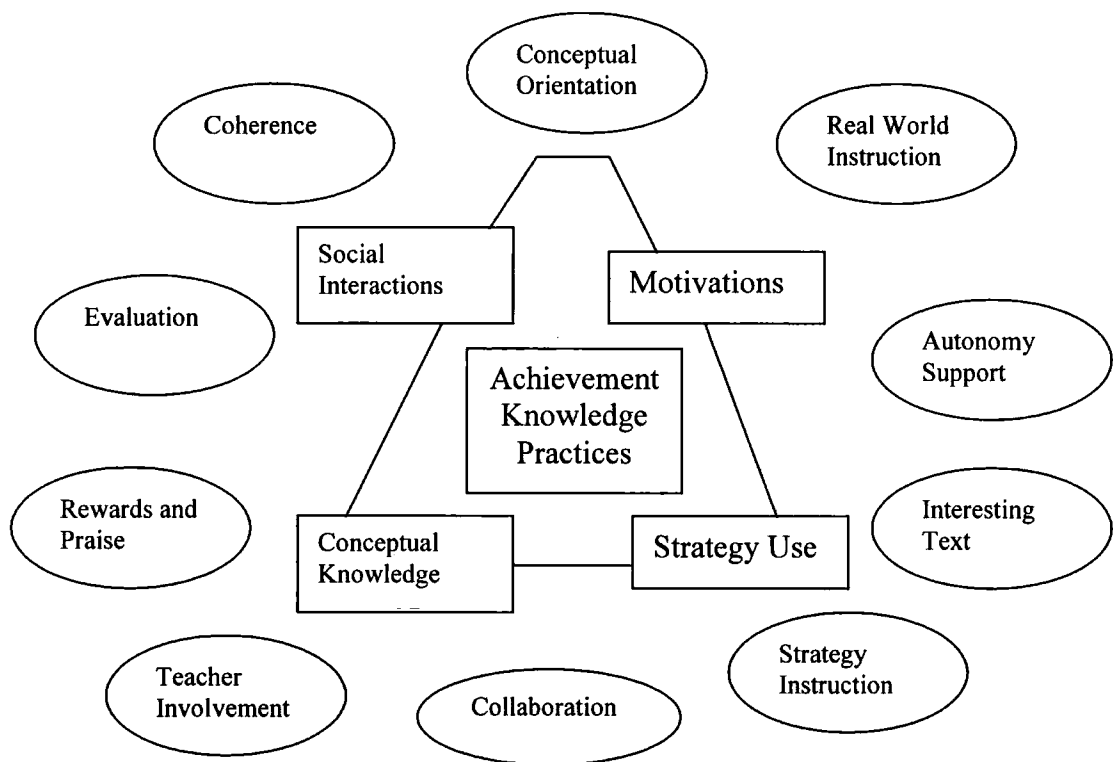 Conceptual
Orientation
Coherence
Real World
Instruction
Social
Interactions
Motivations
Evaluation
Autonomy
Support
Achievement
Knowledge
Practices
Rewards and
Praise
Conceptual
Knowledge
Strategy Use
Interesting
Text
Teacher
Involvement
Collaboration
Strategy
Instruction